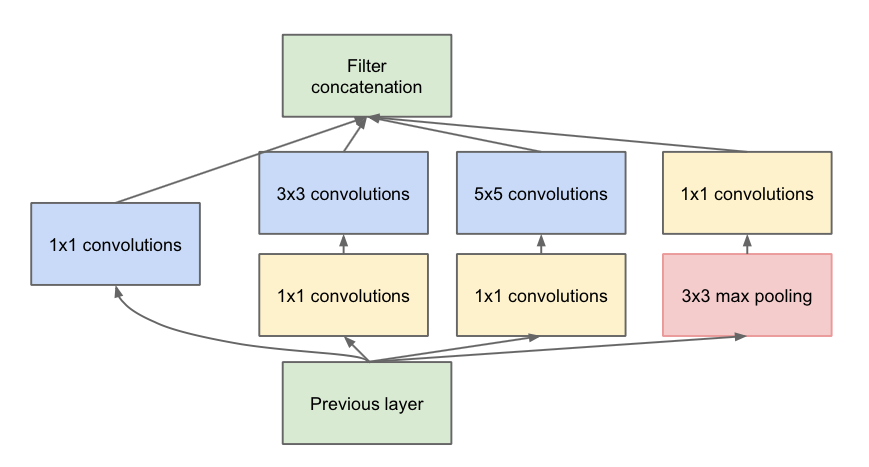 Filter
concatenation
3x3 convolutions
5x5 convolutions
1x1 convolutions
1x1 convolutions
1x1 convolutions
1x1 convolutions
3x3 max pooling
Previous layer